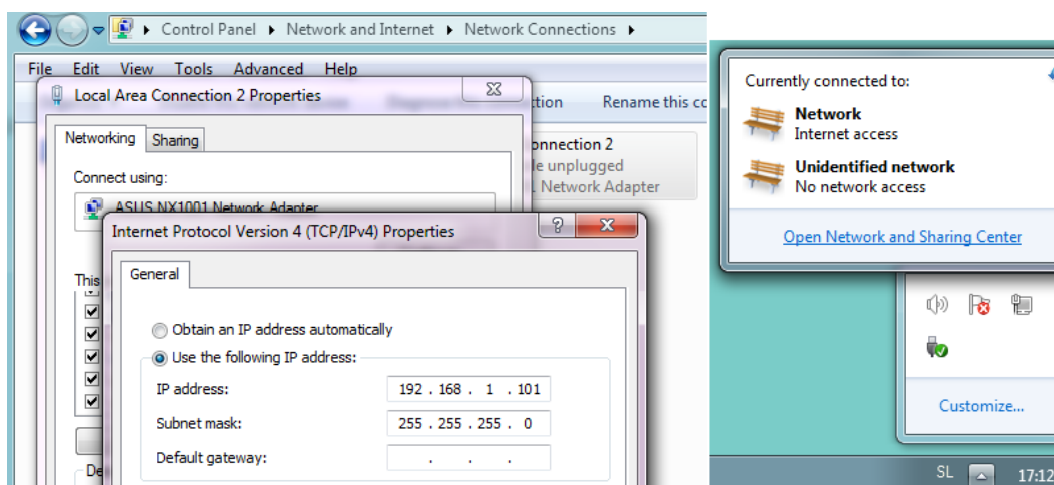 Control Panel Network and Internet Network Connections
File Edit View Tools Advanced Help
Local Area Connection 2 Properties
Rename this
Networking Sharing
Connect using:
ASUS NX1001 Network Adapter
2
unplugged
Network Adapter
Internet Protocol Version 4 (TCP/IPv4) Properties
This
General
Obtain an IP address automatically
Use the following IP address:
IP address: 192 . 168 . 1 . 101
Subnet mask: 255 . 255 . 255 . 0
Default gateway: . . .
Currently connected to:
Network
Internet access
Unidentified network
No network access
Open Network and Sharing Center
Customize...
SL 17:12